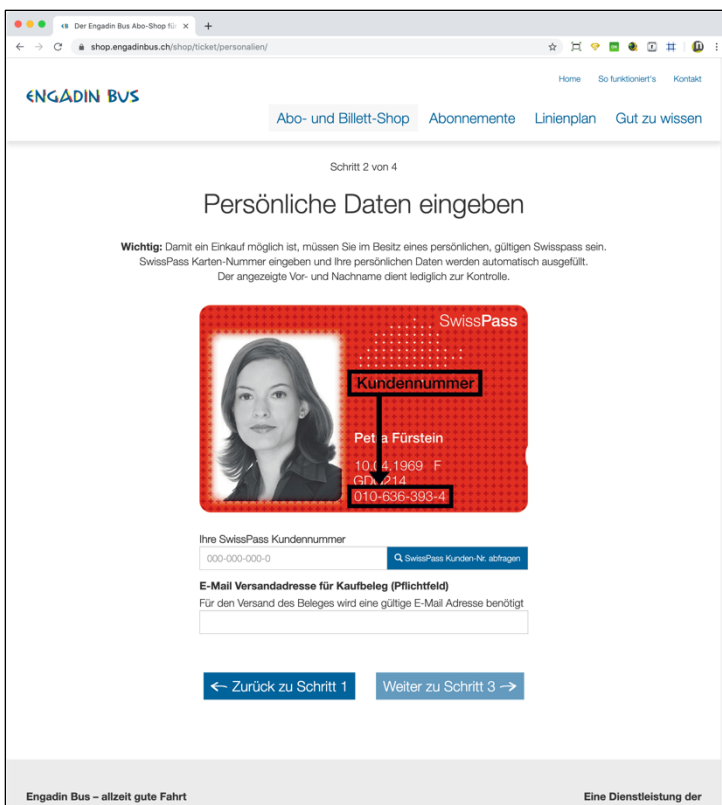 Der Engadin Bus Abo-Shop für
shop.engadinbus.ch/shop/ticket/personalien/
Home So funktioniert's Kontakt
ENGADIN BUS
Abo- und Billett-Shop Abonnemente Linienplan Gut zu wissen
Schritt 2 von 4
Persönliche Daten eingeben
Wichtig: Damit ein Einkauf möglich ist, müssen Sie im Besitz eines persönlichen, gültigen Swisspass sein.
SwissPass Karten-Nummer eingeben und Ihre persönlichen Daten werden automatisch ausgefüllt.
Der angezeigte Vor- und Nachname dient lediglich zur Kontrolle.
SwissPass
Kundennummer
Petra Fürstein
10.04.1969 F
010-636-393-4
Ihre SwissPass Kundennummer
000-000-000-0
SwissPass Kunden-Nr. abfragen
E-Mail Versandadresse für Kaufbeleg (Pflichtfeld)
Für den Versand des Beleges wird eine gültige E-Mail Adresse benötigt
← Zurück zu Schritt 1 Weiter zu Schritt 3 →
Engadin Bus – allzeit gute Fahrt Eine Dienstleistung der